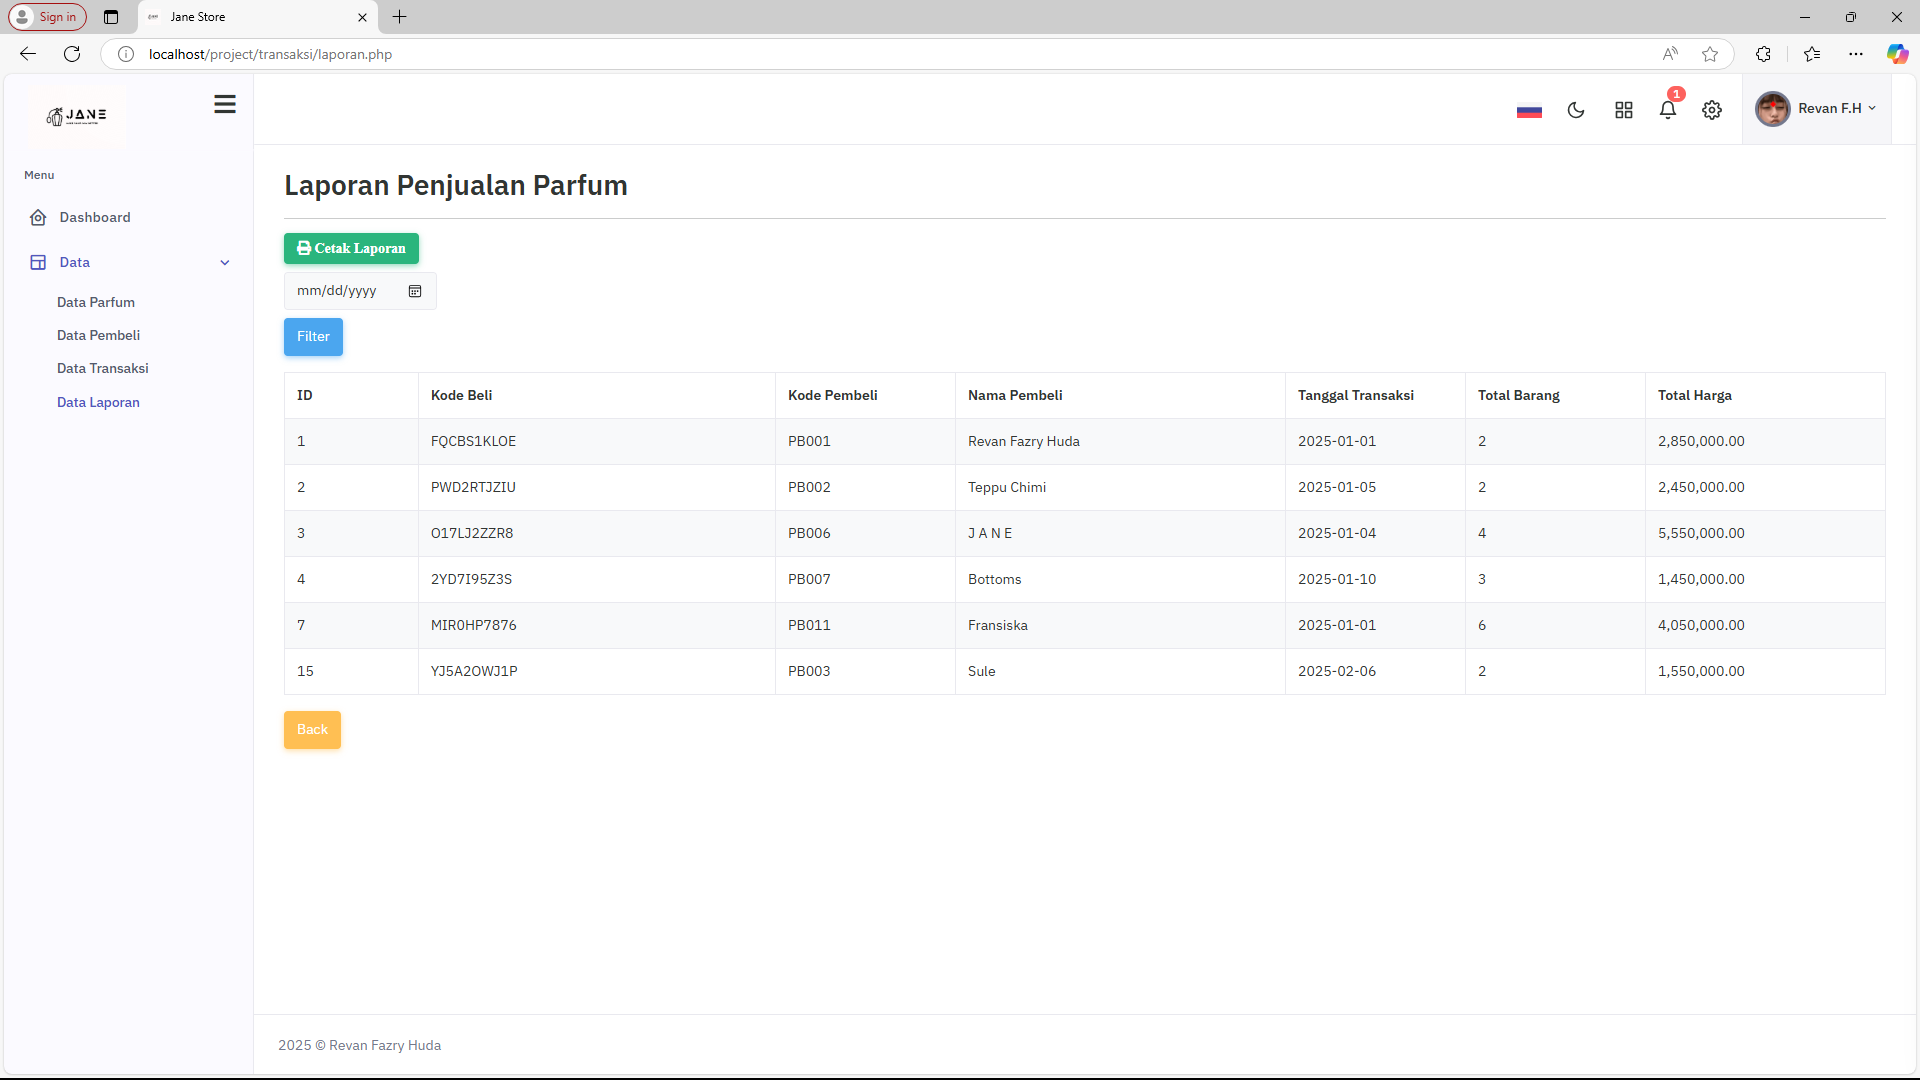 Sign in
Jane Store
localhost/project/transaksi/laporan.php
JANE
1
Revan F.H
Menu
Dashboard
Data
Data Parfum
Data Pembeli
Data Transaksi
Data Laporan
Laporan Penjualan Parfum
Cetak Laporan
mm/dd/yyyy
Filter
ID Kode Beli Kode Pembeli Nama Pembeli Tanggal Transaksi Total Barang Total Harga
1 FQCBS1KLOE PB001 Revan Fazry Huda 2025-01-01 2 2,850,000.00
2 PWD2RTJZIU PB002 Teppu Chimi 2025-01-05 2 2,450,000.00
3 O17LJ2ZZR8 PB006 J A N E 2025-01-04 4 5,550,000.00
4 2YD7I95Z3S PB007 Bottoms 2025-01-10 3 1,450,000.00
7 MIR0HP7876 PB011 Fransiska 2025-01-01 6 4,050,000.00
15 YJ5A2OWJ1P PB003 Sule 2025-02-06 2 1,550,000.00
Back
2025 © Revan Fazry Huda